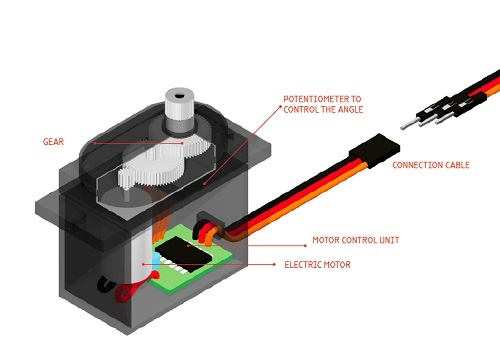 POTENTIOMETER TO
CONTROL THE ANGLE
GEAR
CONNECTION CABLE
MOTOR CONTROL UNIT
ELECTRIC MOTOR